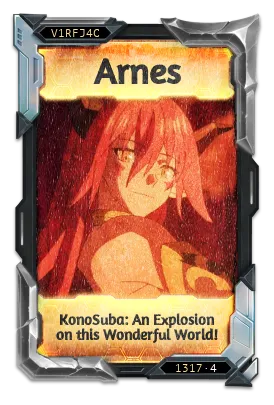 V1RFJ4C
Arnes
KonoSuba: An Explosion
on this Wonderful World!
1317·4